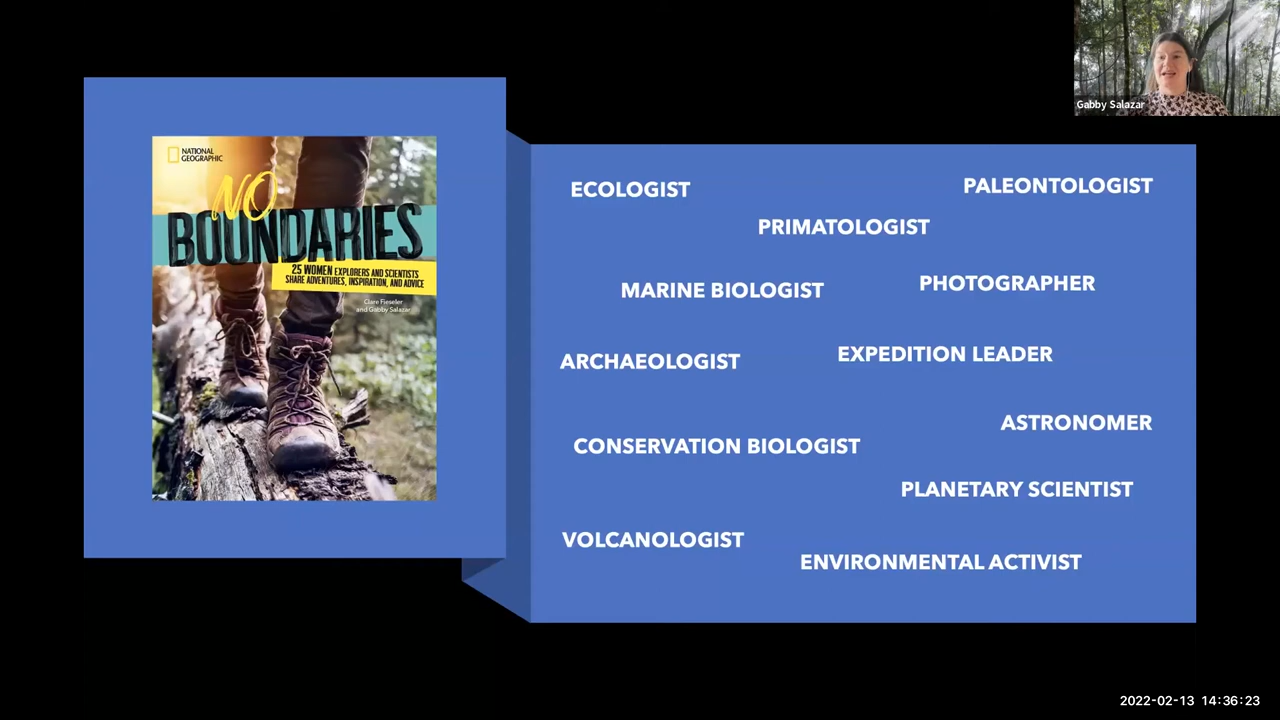 Gabby Salazar
NATIONAL
GEOGRAPHIC
NO
BOUNDARIES
25 WOMEN EXPLORERS AND SCIENTISTS
SHARE ADVENTURES, INSPIRATION, AND ADVICE
Clare Fieseler
and Gabby Salazar
ECOLOGIST
PALEONTOLOGIST
PRIMATOLOGIST
MARINE BIOLOGIST
PHOTOGRAPHER
ARCHAEOLOGIST
EXPEDITION LEADER
ASTRONOMER
CONSERVATION BIOLOGIST
PLANETARY SCIENTIST
VOLCANOLOGIST
ENVIRONMENTAL ACTIVIST
2022-02-13 14:36:23